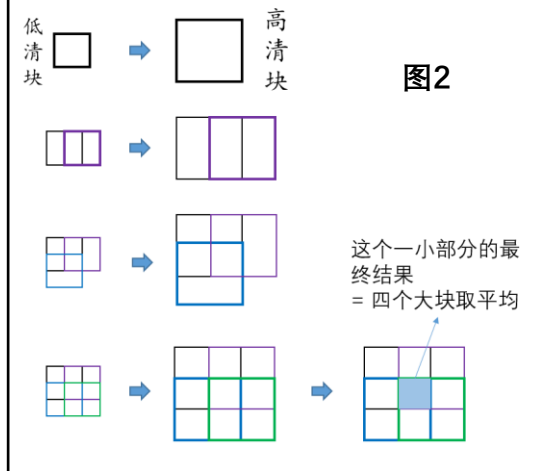 低清块
高清块
图2
这个一小部分的最
终结果
= 四个大块取平均